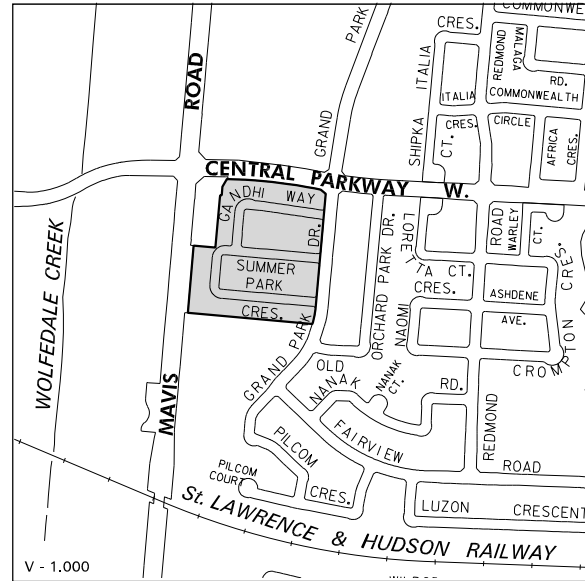 COMMONWE
CRES.
PARK
ITALIA
REDMOND
MALAGA
RD.
ROAD
ITALIA
COMMONWEALTH
GRAND
SHIPKA
CRES.
CT.
CIRCLE
AFRICA
CRES.
CENTRAL PARKWAY W.
GANDHI WAY
DR.
WOLFEDALE CREEK
ORCHARD PARK DR.
LORETTA CT.
ROAD
WARLEY
CT.
SUMMER
PARK
CRES.
NAOMI
CRES.
ASHDENE
AVE.
CROMPTON CRES.
GRAND PARK
OLD
NANAK
NANAK
CT.
RD.
MAVIS
FAIRVIEW
REDMOND
ROAD
PILCOM
CRES.
PILCOM
COURT
LUZON CRESCENT
St. LAWRENCE & HUDSON RAILWAY
V - 1.000